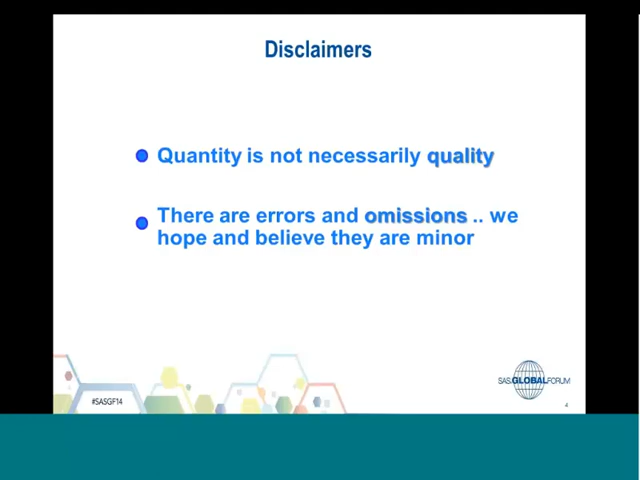 Disclaimers
Quantity is not necessarily quality
There are errors and omissions .. we
hope and believe they are minor
#SASGF14
SAS GLOBAL FORUM
4